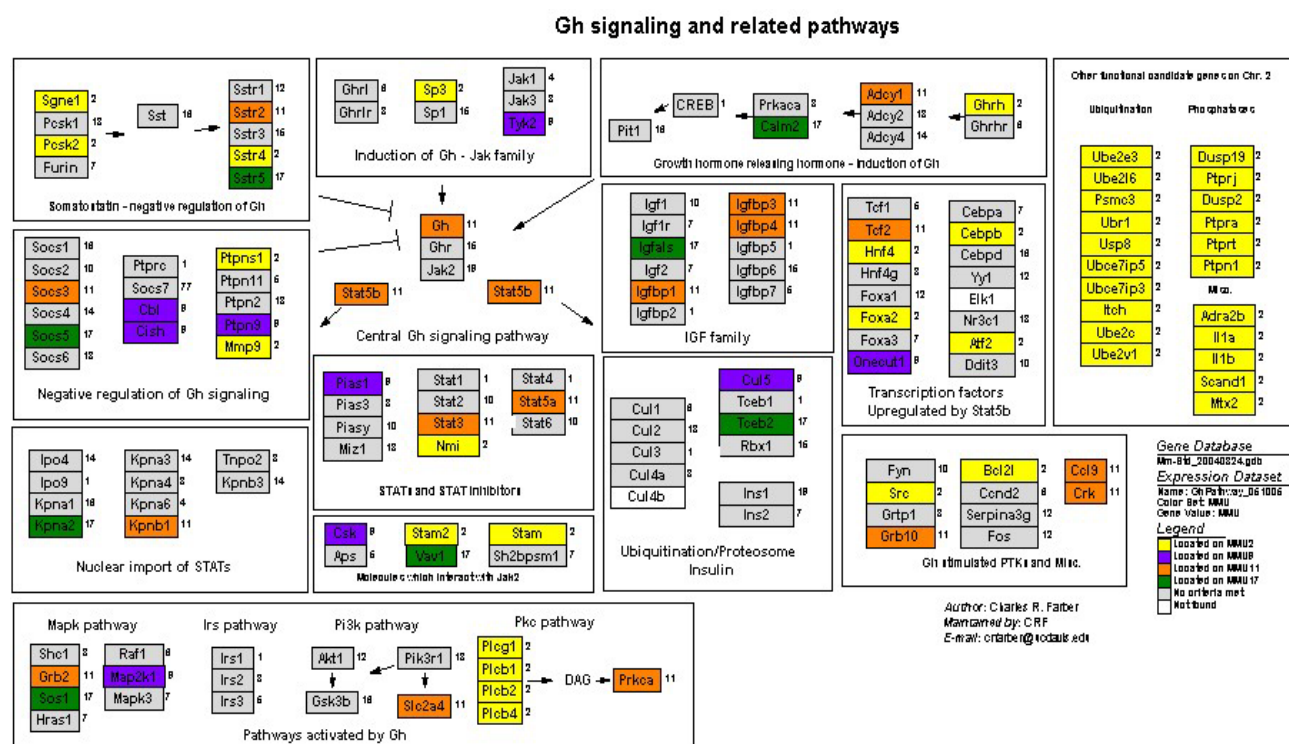 Gh signaling and related pathways
Sgne1 2
Pcsk1 13
Pcsk2 2
Furin 7
Sst 16
Sstr1 12
Sstr2 11
Sstr3 15
Sstr4 2
Sstr5 17
Somatostatin - negative regulation of Gh
Ghrl 6
Ghrlr 3
Sp3 2
Sp1 15
Jak1 4
Jak3 8
Tyk2 9
Induction of Gh - Jak family
Pit1 16
CREB 1
Prkaca 8
Calm2 17
Adcy1 11
Adcy2 13
Adcy4 14
Ghrh 2
Ghrhr 6
Growth hormone releasing hormone - induction of Gh
Other functional candidate genes on Chr. 2
Ubiquitination
Ube2e3 2
Ube2l6 2
Psmc3 2
Ubr1 2
Usp8 2
Ubce7ip5 2
Ubce7ip3 2
Itch 2
Ube2c 2
Ube2v1 2
Phosphatases
Dusp19 2
Ptprj 2
Dusp2 2
Ptpra 2
Ptprt 2
Ptpn1 2
Misc.
Adra2b 2
Il1a 2
Il1b 2
Scand1 2
Mtx2 2
Socs1 16
Socs2 10
Socs3 11
Socs4 14
Socs5 17
Socs6 18
Ptprc 1
Socs7 77
Cbl 9
Cish 9
Ptpns1 2
Ptpn11 5
Ptpn2 18
Ptpn9 9
Mmp9 2
Negative regulation of Gh signaling
Gh 11
Ghr 15
Jak2 19
Stat5b 11
Stat5b 11
Central Gh signaling pathway
Igf1 10
Igf1r 7
Igfals 17
Igf2 7
Igfbp1 11
Igfbp2 1
Igfbp3 11
Igfbp4 11
Igfbp5 1
Igfbp6 15
Igfbp7 5
IGF family
Tcf1 5
Tcf2 11
Hnf4 2
Hnf4g 3
Foxa1 12
Foxa2 2
Foxa3 7
Onecut1 9
Cebpa 7
Cebpb 2
Cebpd 16
Yy1 12
Elk1
Nr3c1 18
Atf2 2
Ddit3 10
Transcription factors
Upregulated by Stat5b
Ipo4 14
Ipo9 1
Kpna1 16
Kpna2 17
Kpna3 14
Kpna4 3
Kpna6 4
Kpnb1 11
Tnpo2 8
Kpnb3 14
Nuclear import of STATs
Pias1 9
Pias3 3
Piasy 10
Miz1 18
Stat1 1
Stat2 10
Stat3 11
Nmi 2
Stat4 1
Stat5a 11
Stat6 10
STATs and STAT inhibitors
Csk 9
Aps 5
Stam2 2
Vav1 17
Stam 2
Sh2bpsm1 7
Molecules which interact with Jak2
Cul1 6
Cul2 18
Cul3 1
Cul4a 8
Cul4b
Cul5 9
Tceb1 1
Tceb2 17
Rbx1 15
Ins1 19
Ins2 7
Ubiquitination/Proteosome
Insulin
Fyn 10
Src 2
Grtp1 8
Grb10 11
Bcl2l 2
Ccnd2 6
Serpina3g 12
Fos 12
Ccl9 11
Crk 11
Gh stimulated PTKs and Misc.
Gene Database
Mm-Std_20040824.gdb
Expression Dataset
Name: GhPathway_051006
Color Set: MMU
Gene Value: MMU
Legend
Located on MMU2
Located on MMU9
Located on MMU11
Located on MMU17
No criteria met
Not found
Author: Charles R. Farber
Maintained by: CRF
E-mail: crfarber@ucdavis.edu
Mapk pathway
Shc1 3
Grb2 11
Sos1 17
Hras1 7
Raf1 6
Map2k1 9
Mapk3 7
Irs pathway
Irs1 1
Irs2 8
Irs3 5
Pi3k pathway
Akt1 12
Gsk3b 16
Pik3r1 13
Slc2a4 11
Pkc pathway
Plcg1 2
Plcb1 2
Plcb2 2
Plcb4 2
DAG
Prkca 11
Pathways activated by Gh